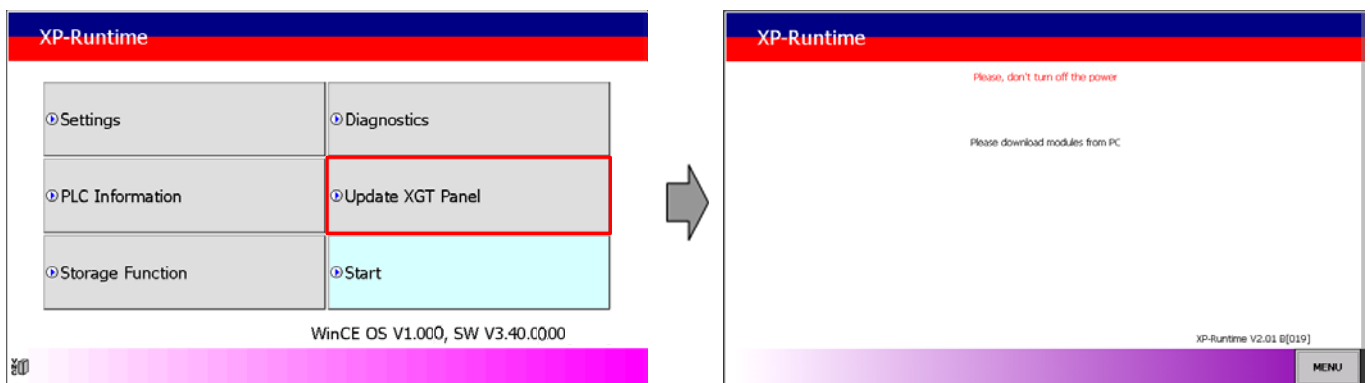 XP-Runtime
Settings
Diagnostics
PLC Information
Update XGT Panel
Storage Function
Start
WinCE OS V1.000, SW V3.40.0000
VNC
XP-Runtime
Please, don't turn off the power
Please download modules from PC
XP-Runtime V2.01 B[019]
MENU